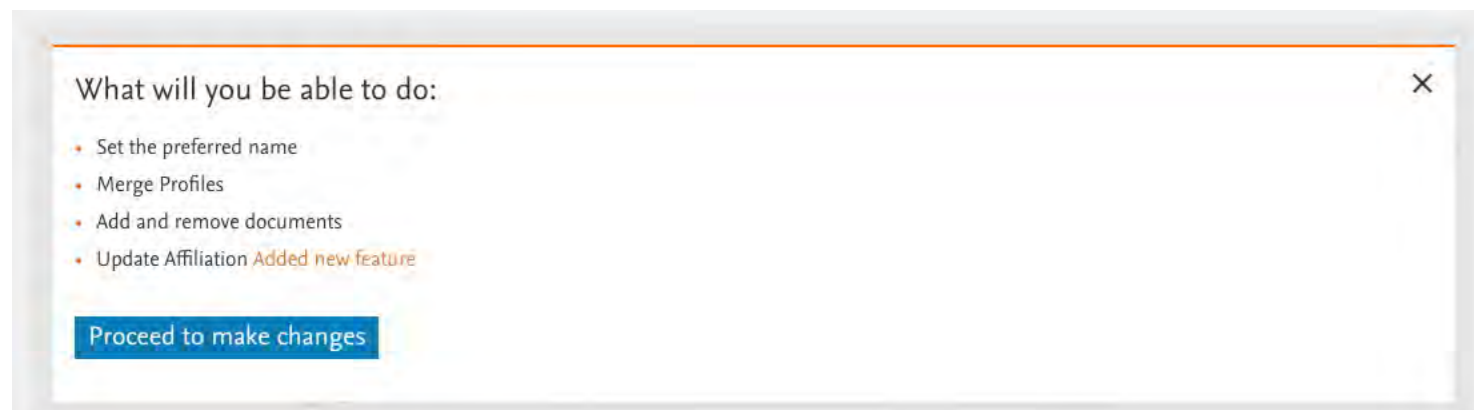 What will you be able to do:
Set the preferred name
Merge Profiles
Add and remove documents
Update Affiliation Added new feature
Proceed to make changes